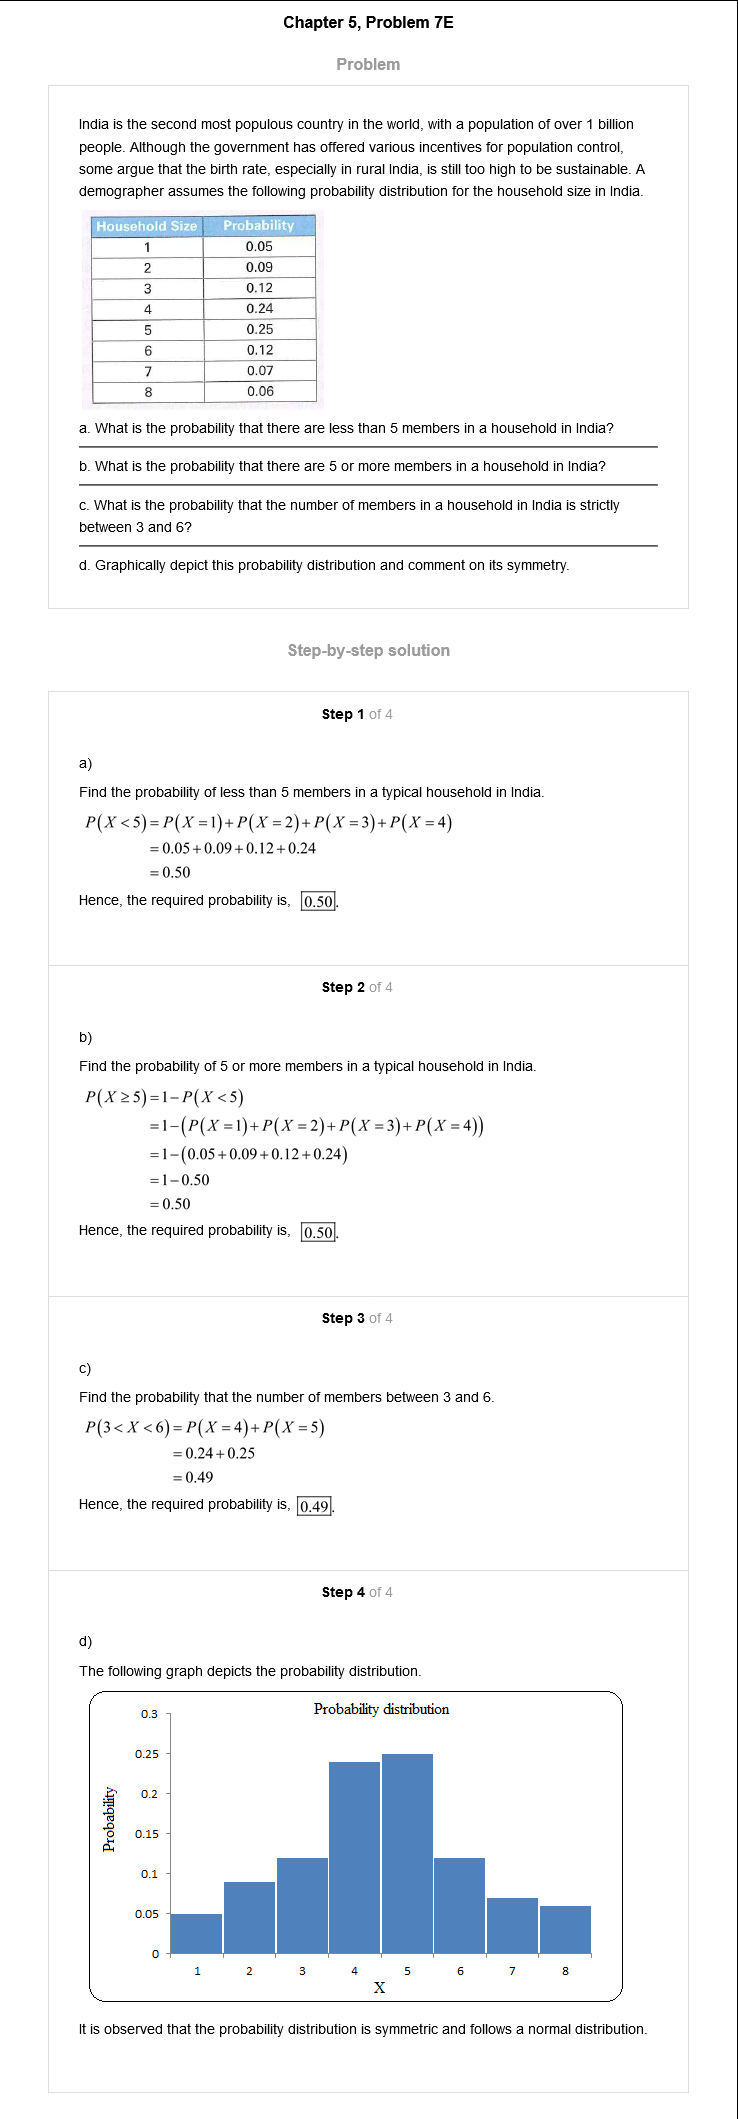 Chapter 5, Problem 7E
Problem
India is the second most populous country in the world, with a population of over 1 billion
people. Although the government has offered various incentives for population control,
some argue that the birth rate, especially in rural India, is still too high to be sustainable. A
demographer assumes the following probability distribution for the household size in India.
Household Size Probability
1 0.05
2 0.09
3 0.12
4 0.24
5 0.25
6 0.12
7 0.07
8 0.06
a. What is the probability that there are less than 5 members in a household in India?
b. What is the probability that there are 5 or more members in a household in India?
c. What is the probability that the number of members in a household in India is strictly
between 3 and 6?
d. Graphically depict this probability distribution and comment on its symmetry.
Step-by-step solution
Step 1 of 4
a)
Find the probability of less than 5 members in a typical household in India.
P(X<5)=P(X=1)+P(X=2)+P(X=3)+P(X=4)
=0.05+0.09+0.12+0.24
=0.50
Hence, the required probability is, 0.50.
Step 2 of 4
b)
Find the probability of 5 or more members in a typical household in India.
P(X≥5)=1−P(X<5)
=1−(P(X=1)+P(X=2)+P(X=3)+P(X=4))
=1−(0.05+0.09+0.12+0.24)
=1−0.50
=0.50
Hence, the required probability is, 0.50.
Step 3 of 4
c)
Find the probability that the number of members between 3 and 6.
P(3<X<6)=P(X=4)+P(X=5)
=0.24+0.25
=0.49
Hence, the required probability is, 0.49.
Step 4 of 4
d)
The following graph depicts the probability distribution.
Probability distribution
0.3
0.25
0.2
0.15
0.1
0.05
0
Probability
1 2 3 4 5 6 7 8
X
It is observed that the probability distribution is symmetric and follows a normal distribution.